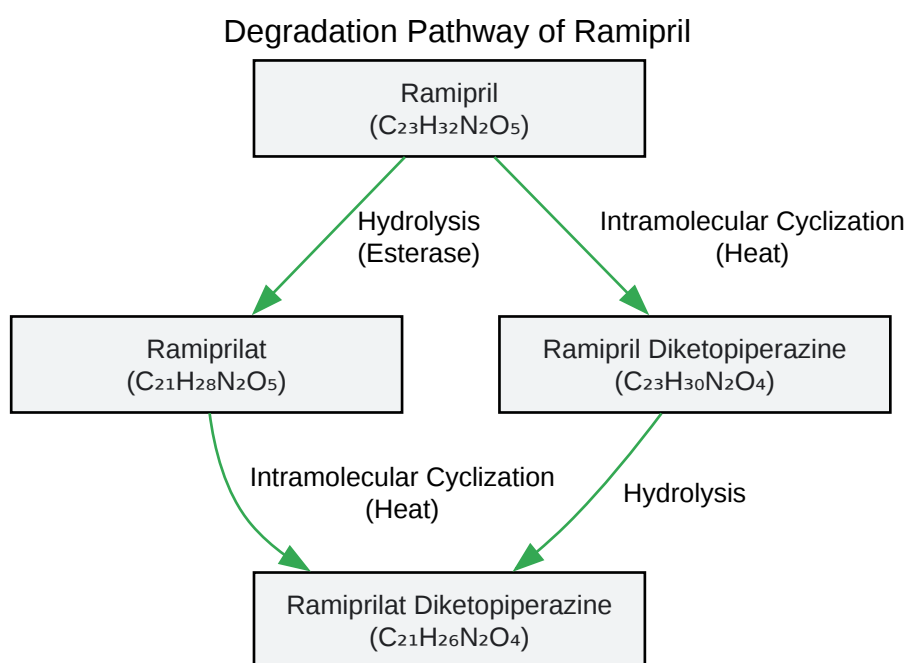 Degradation Pathway of Ramipril
Ramipril
(C₂₃H₃₂N₂O₅)
Hydrolysis
(Esterase)
Intramolecular Cyclization
(Heat)
Ramiprilat
(C₂₁H₂₈N₂O₅)
Ramipril Diketopiperazine
(C₂₃H₃₀N₂O₄)
Intramolecular Cyclization
(Heat)
Hydrolysis
Ramiprilat Diketopiperazine
(C₂₁H₂₆N₂O₄)